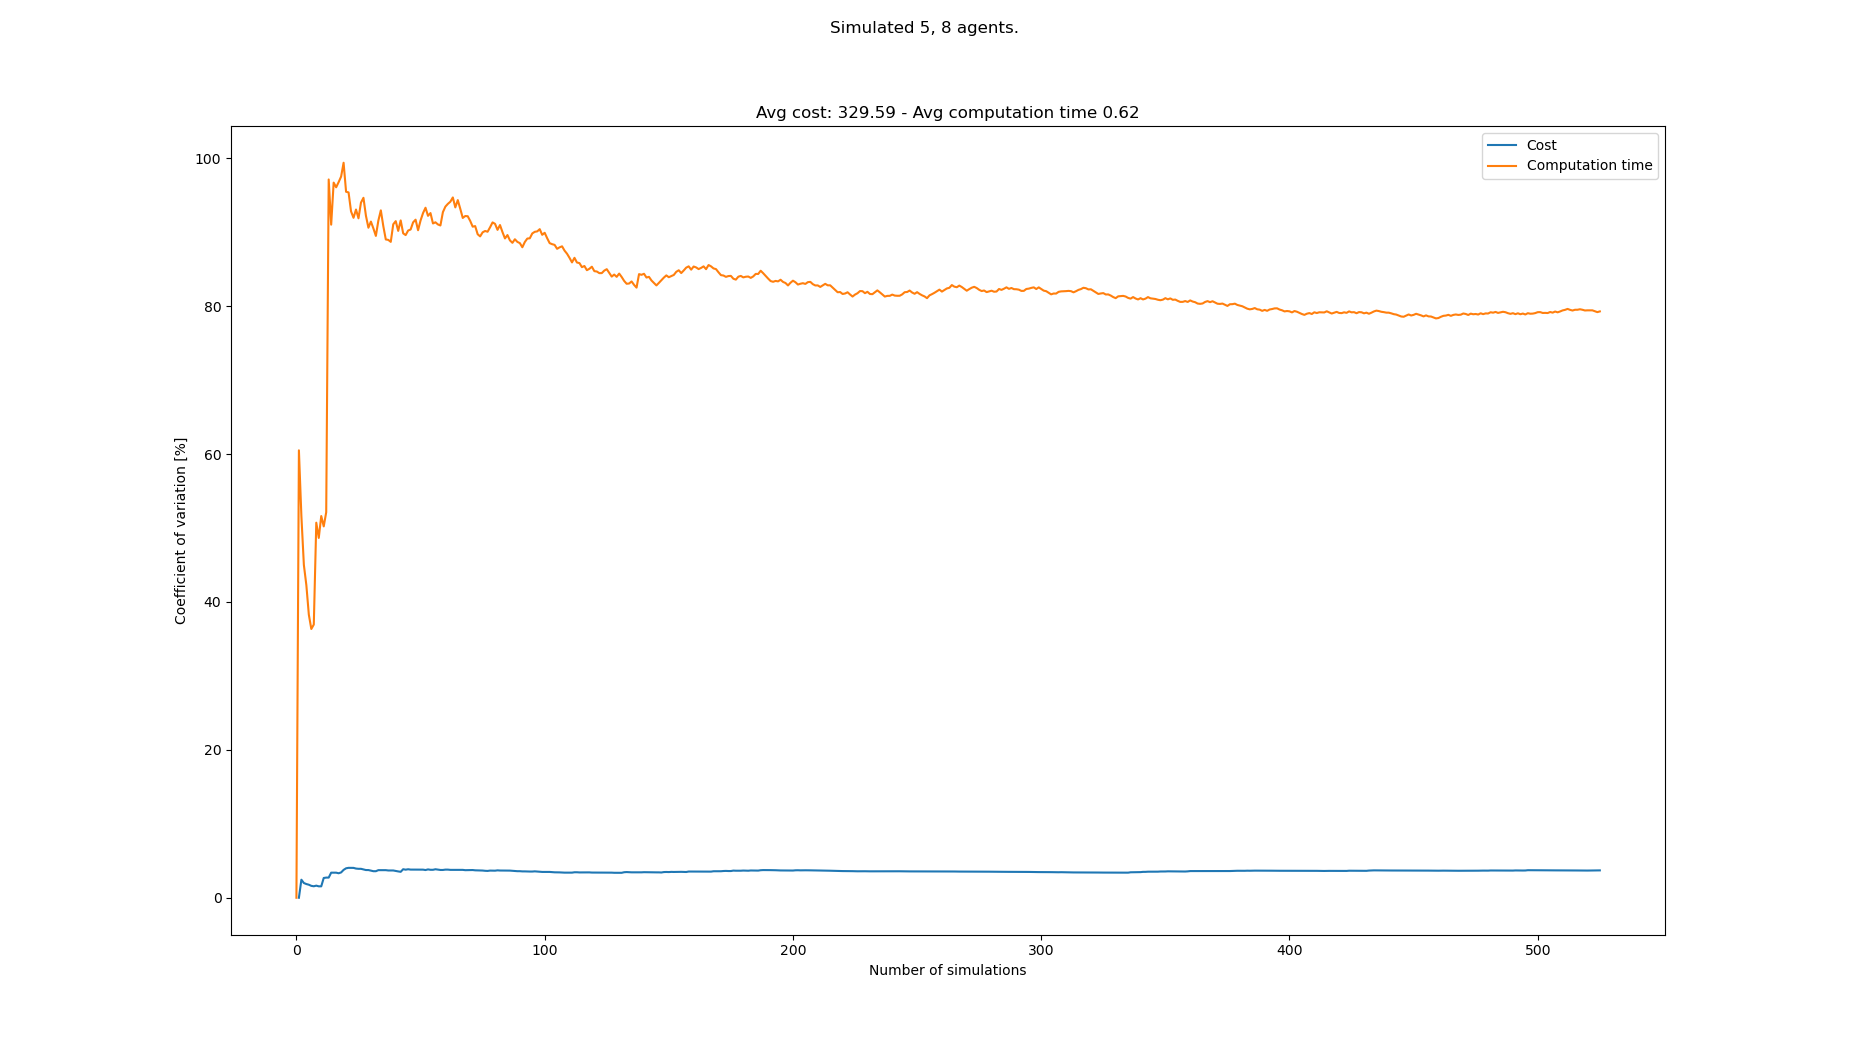 Simulated 5, 8 agents.
Avg cost: 329.59 - Avg computation time 0.62
Cost
Computation time
100
80
60
40
20
0
Coefficient of variation [%]
0 100 200 300 400 500
Number of simulations